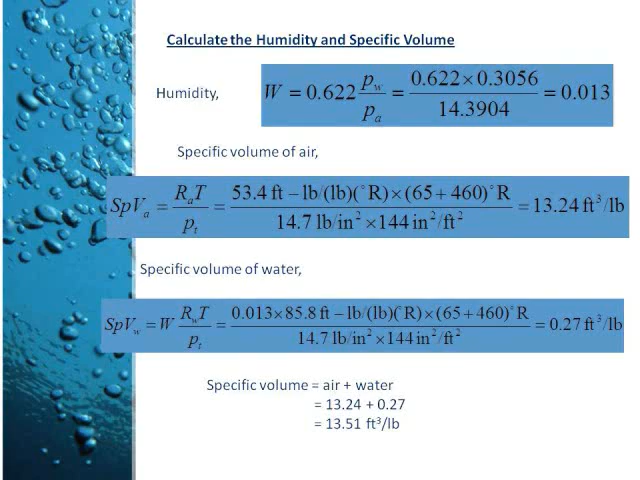 Calculate the Humidity and Specific Volume
Humidity, W = 0.622 p_w/p_a = (0.622 × 0.3056)/14.3904 = 0.013
Specific volume of air,
SpV_a = R_aT/p_t = (53.4 ft – lb/(lb)(°R) × (65 + 460)°R)/(14.7 lb/in² × 144 in²/ft²) = 13.24 ft³/lb
Specific volume of water,
SpV_w = W R_wT/p_t = (0.013 × 85.8 ft – lb/(lb)(°R) × (65 + 460)°R)/(14.7 lb/in² × 144 in²/ft²) = 0.27 ft³/lb
Specific volume = air + water
= 13.24 + 0.27
= 13.51 ft³/lb